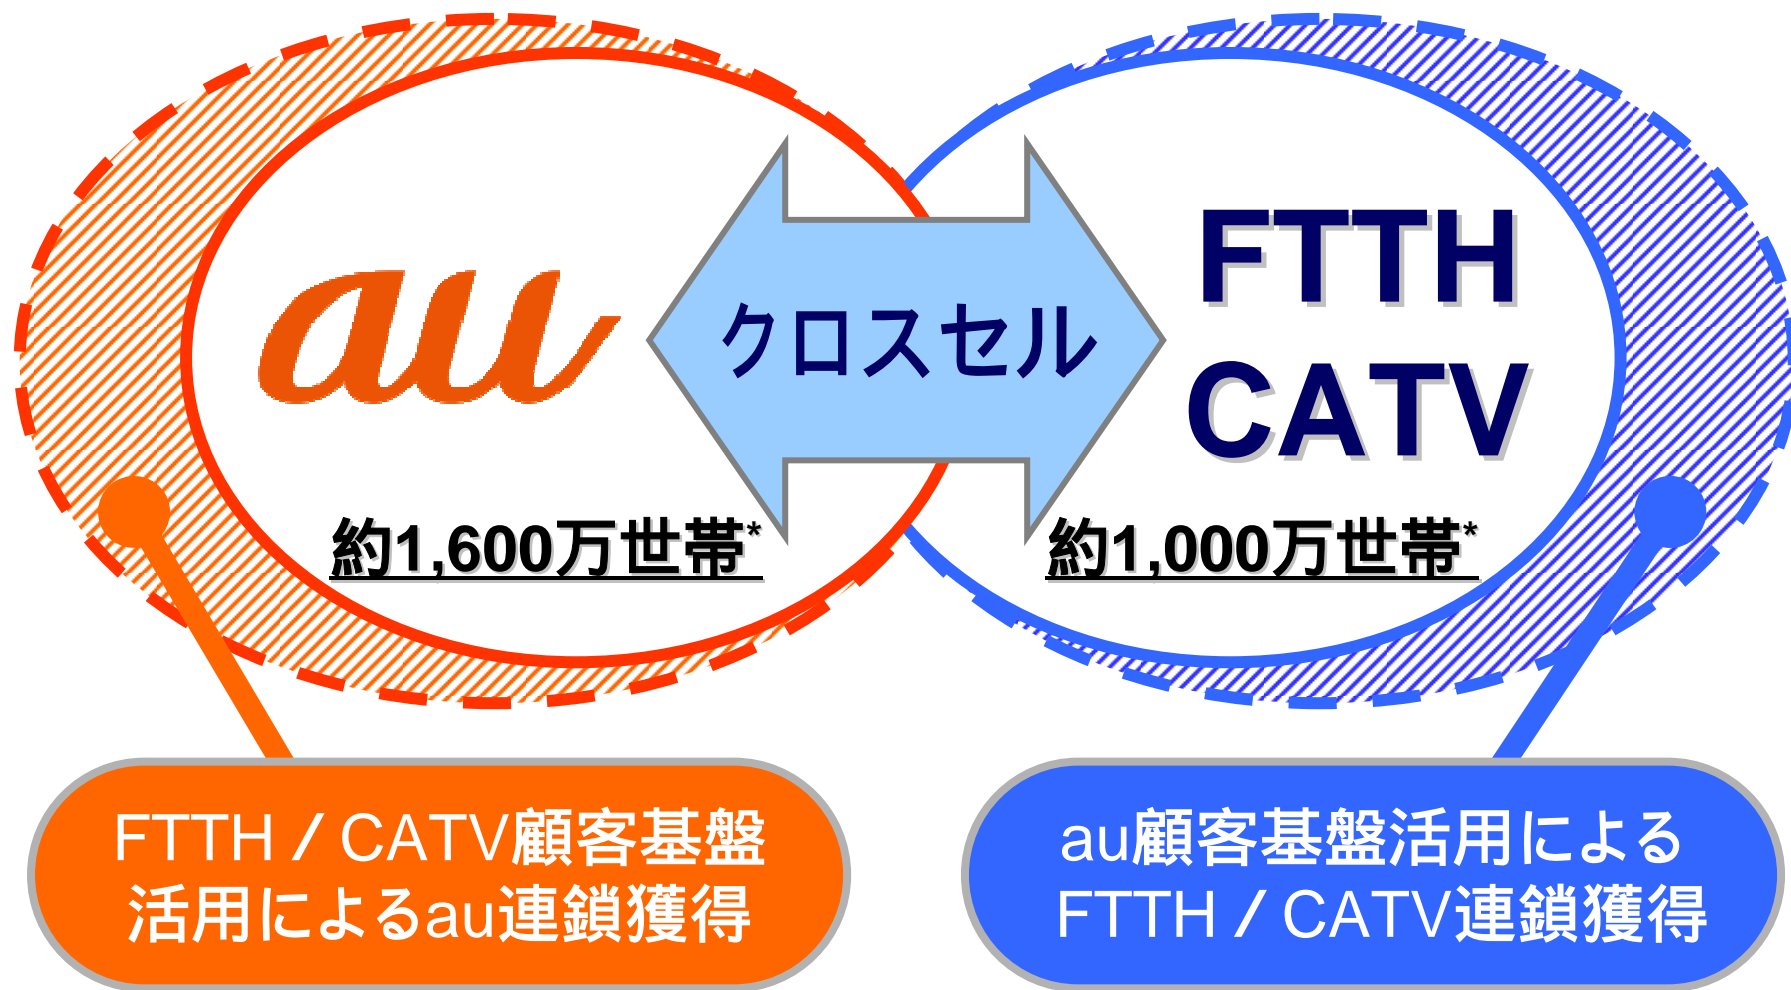 au
クロスセル
FTTH
CATV
約1,600万世帯*
約1,000万世帯*
FTTH／CATV顧客基盤
活用によるau連鎖獲得
au顧客基盤活用による
FTTH／CATV連鎖獲得